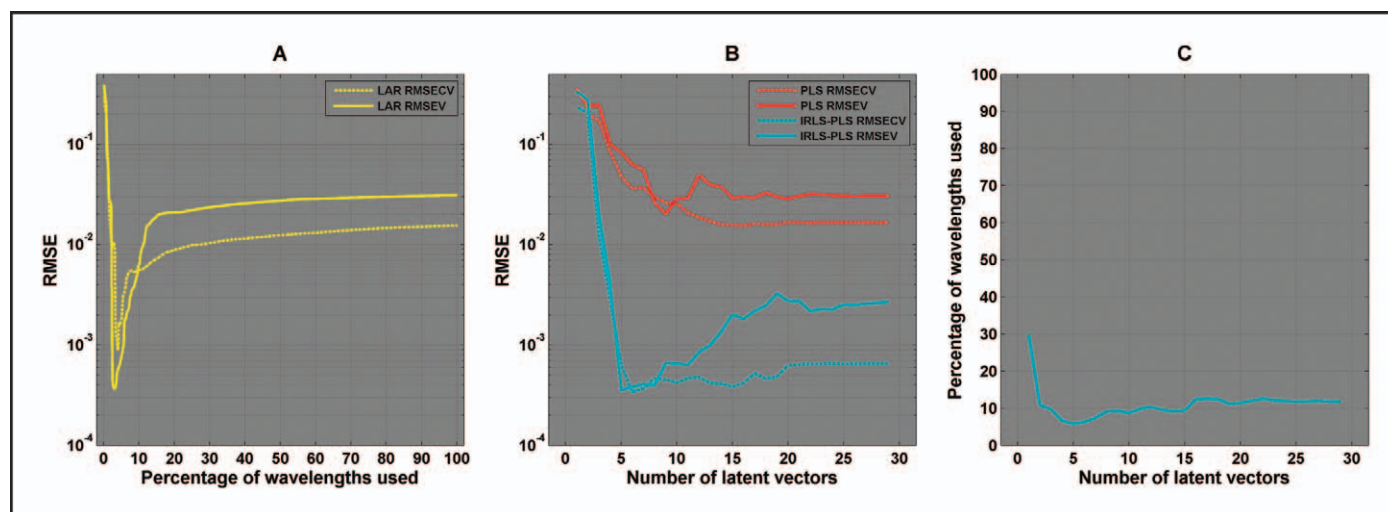 A
LAR RMSECV
LAR RMSEV
RMSE
10-1
10-2
10-3
10-4
0 10 20 30 40 50 60 70 80 90 100
Percentage of wavelengths used
B
PLS RMSECV
PLS RMSEV
IRLS-PLS RMSECV
IRLS-PLS RMSEV
RMSE
10-1
10-2
10-3
10-4
0 5 10 15 20 25 30
Number of latent vectors
C
Percentage of wavelengths used
100
90
80
70
60
50
40
30
20
10
0
0 5 10 15 20 25 30
Number of latent vectors